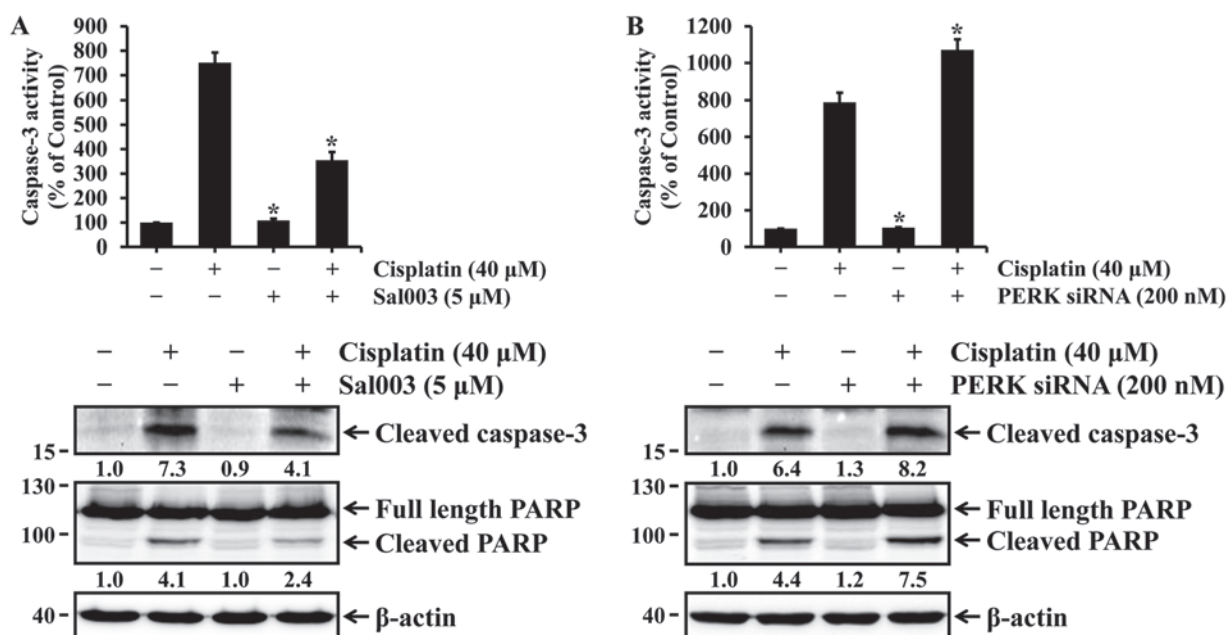 A
Caspase-3 activity
(% of Control)
900
800
700
600
500
400
300
200
100
0
*
*
− + − + Cisplatin (40 μM)
− − + + Sal003 (5 μM)
− + − + Cisplatin (40 μM)
− − + + Sal003 (5 μM)
15
Cleaved caspase-3
1.0 7.3 0.9 4.1
130
Full length PARP
100
Cleaved PARP
1.0 4.1 1.0 2.4
40
β-actin
B
Caspase-3 activity
(% of Control)
1200
1000
800
600
400
200
0
*
*
− + − + Cisplatin (40 μM)
− − + + PERK siRNA (200 nM)
− + − + Cisplatin (40 μM)
− − + + PERK siRNA (200 nM)
15
Cleaved caspase-3
1.0 6.4 1.3 8.2
130
Full length PARP
100
Cleaved PARP
1.0 4.4 1.2 7.5
40
β-actin